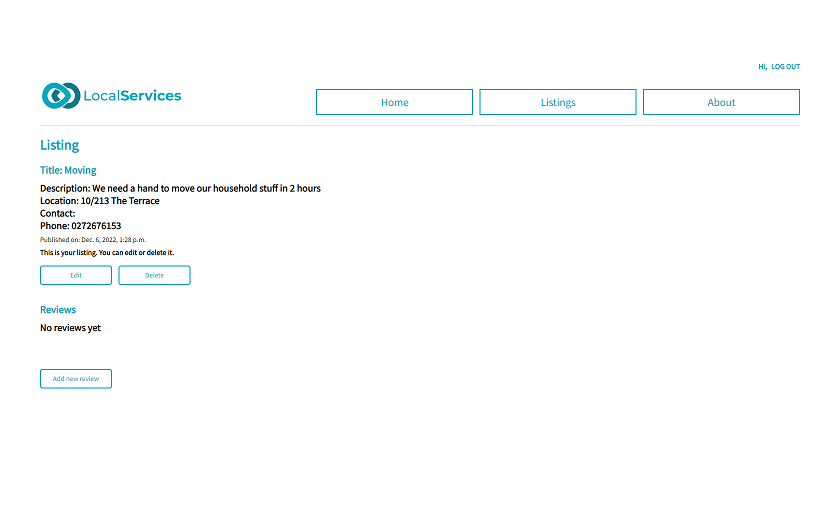 Hi, LOG OUT
LocalServices
Home Listings About
Listing
Title: Moving
Description: We need a hand to move our household stuff in 2 hours
Location: 10/213 The Terrace
Contact:
Phone: 0272676153
Published on: Dec. 6, 2022, 1:28 p.m.
This is your listing. You can edit or delete it.
Edit Delete
Reviews
No reviews yet
Add new review